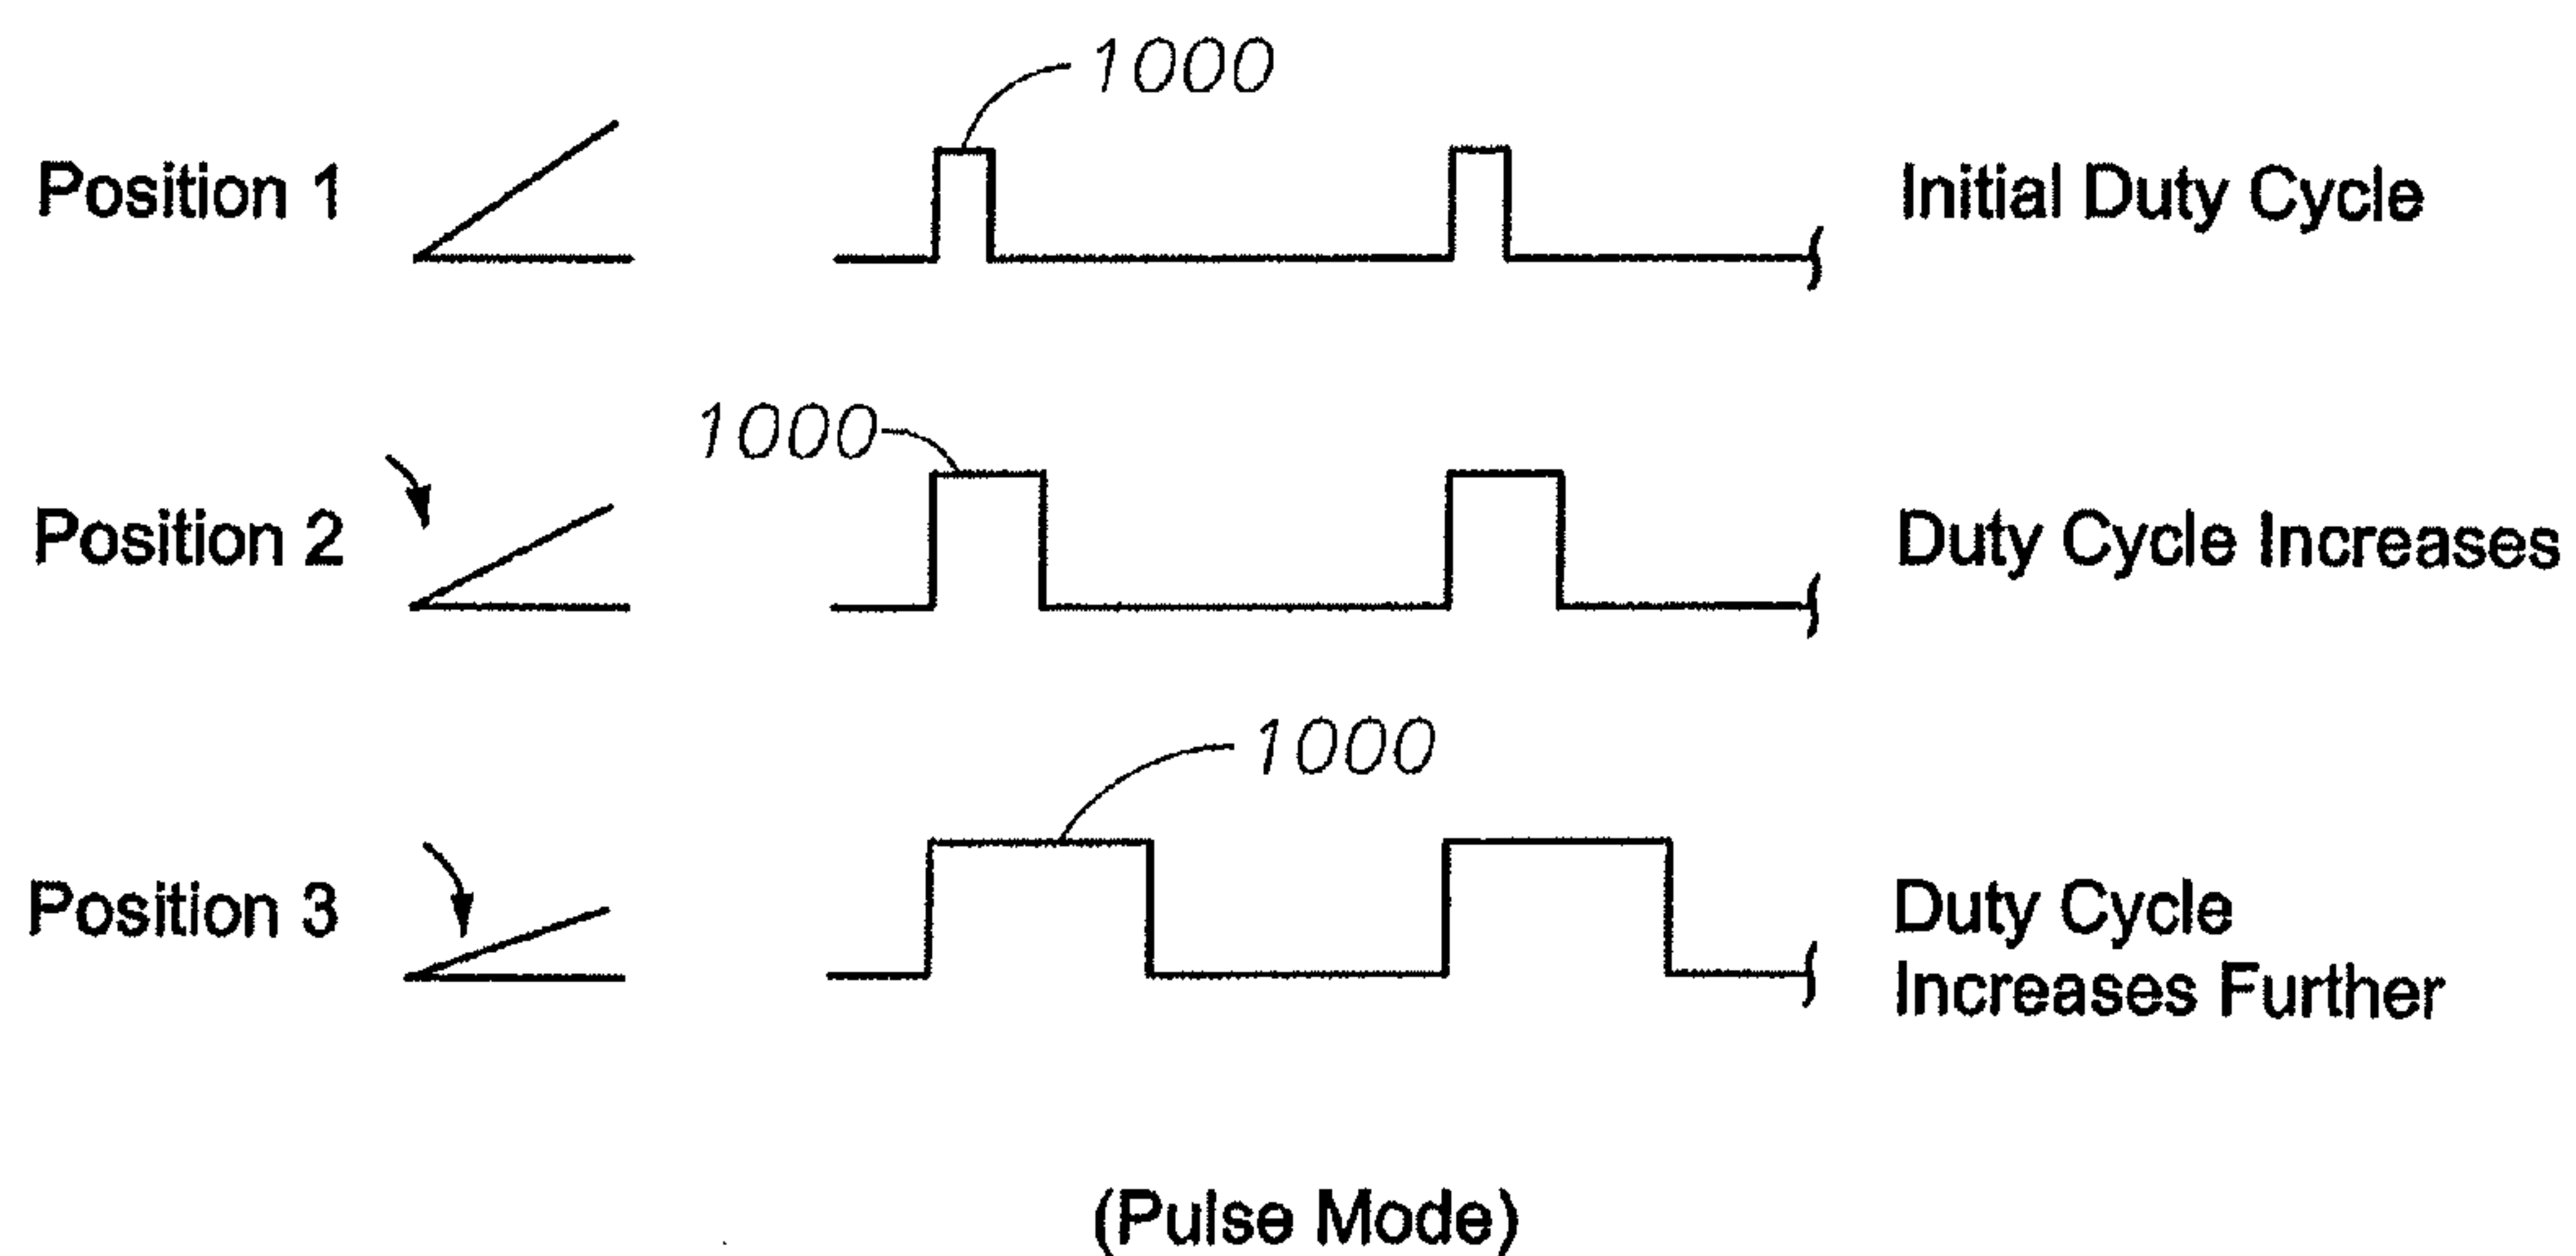 1000
Position 1
Initial Duty Cycle
1000
Position 2
Duty Cycle Increases
1000
Position 3
Duty Cycle
Increases Further
(Pulse Mode)